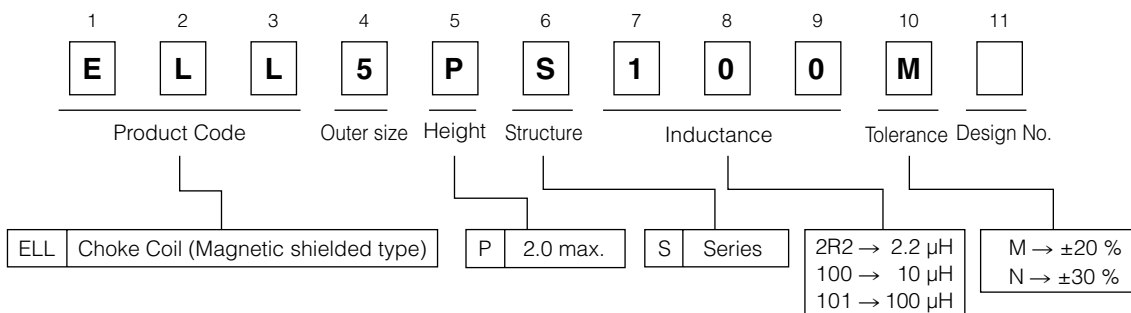 1 2 3 4 5 6 7 8 9 10 11
E L L 5 P S 1 0 0 M
Product Code Outer size Height Structure Inductance Tolerance Design No.
ELL Choke Coil (Magnetic shielded type) P 2.0 max. S Series
2R2 → 2.2 μH
100 → 10 μH
101 → 100 μH
M → ±20 %
N → ±30 %